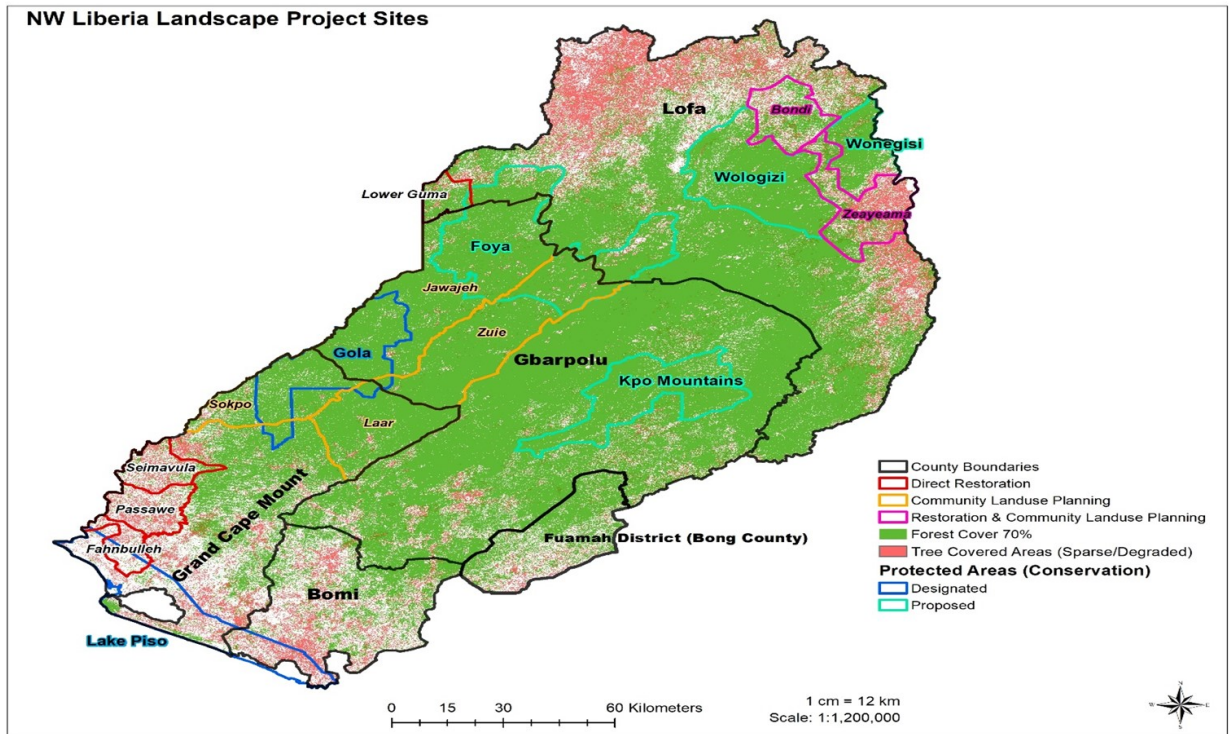 NW Liberia Landscape Project Sites
Lofa
Bondi
Wonegisi
Wologizi
Lower Guma
Zeayeama
Foya
Jawajeh
Zuie
Gola
Gbarpolu
Kpo Mountains
Sokpo
Laar
Seimavula
Passawe
Grand Cape Mount
Fahnbulleh
Fuamah District (Bong County)
Bomi
Lake Piso
County Boundaries
Direct Restoration
Community Landuse Planning
Restoration & Community Landuse Planning
Forest Cover 70%
Tree Covered Areas (Sparse/Degraded)
Protected Areas (Conservation)
Designated
Proposed
0 15 30 60 Kilometers
1 cm = 12 km
Scale: 1:1,200,000
N
W E
S